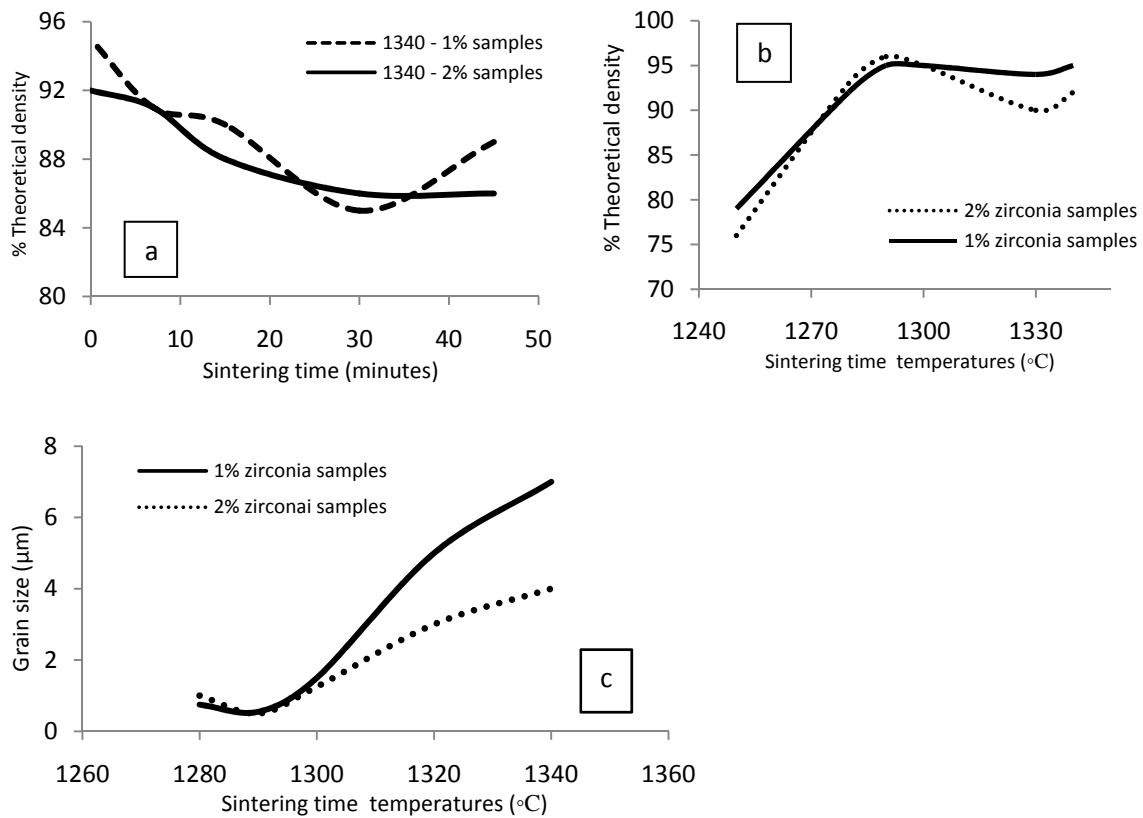 96
92
88
84
80
% Theoretical density
1340 - 1% samples
1340 - 2% samples
a
0 10 20 30 40 50
Sintering time (minutes)
100
95
90
85
80
75
70
% Theoretical density
b
2% zirconia samples
1% zirconia samples
1240 1270 1300 1330
Sintering time temperatures (◦C)
8
6
4
2
0
Grain size (µm)
1% zirconia samples
2% zirconai samples
c
1260 1280 1300 1320 1340 1360
Sintering time temperatures (◦C)